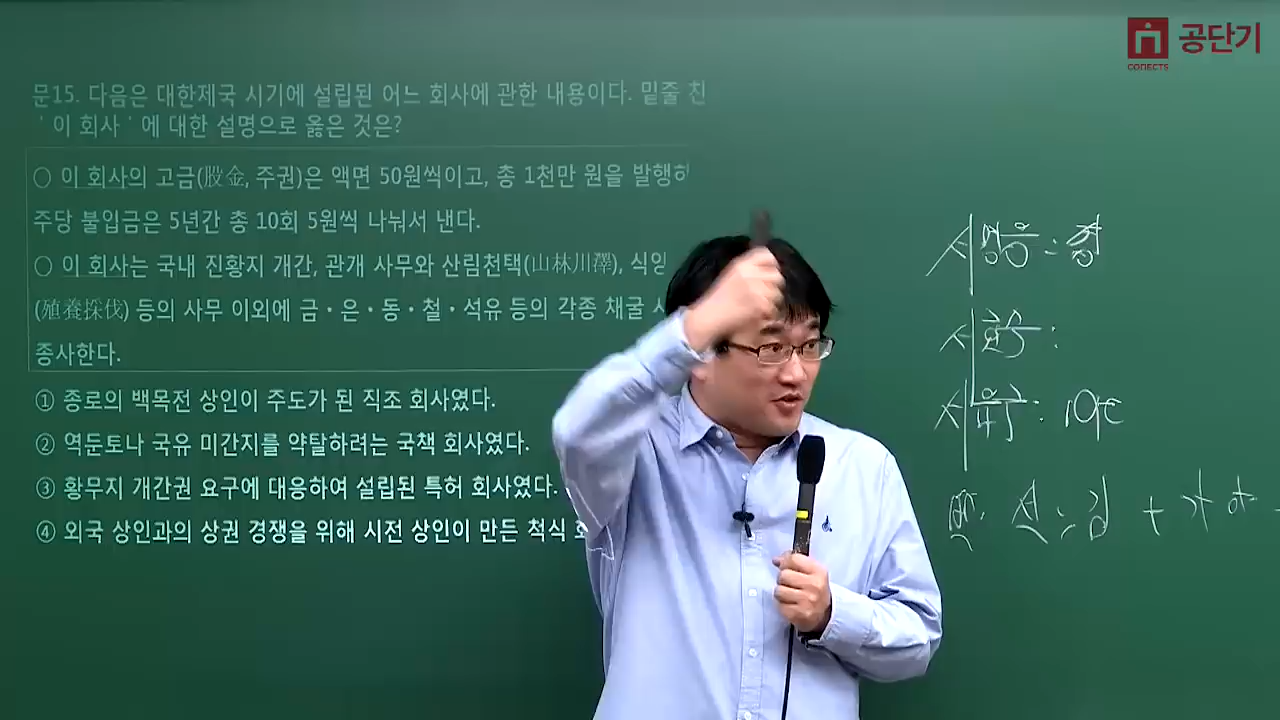 공단기
CONECTS
문15. 다음은 대한제국 시기에 설립된 어느 회사에 관한 내용이다. 밑줄 친
'이 회사'에 대한 설명으로 옳은 것은?
○ 이 회사의 고금(股金, 주권)은 액면 50원씩이고, 총 1천만 원을 발행하
주당 불입금은 5년간 총 10회 5원씩 나눠서 낸다.
○ 이 회사는 국내 진황지 개간, 관개 사무와 산림천택(山林川澤), 식양
(殖養採伐) 등의 사무 이외에 금·은·동·철·석유 등의 각종 채굴 사
종사한다.
① 종로의 백목전 상인이 주도가 된 직조 회사였다.
② 역둔토나 국유 미간지를 약탈하려는 국책 회사였다.
③ 황무지 개간권 요구에 대응하여 설립된 특허 회사였다.
④ 외국 상인과의 상권 경쟁을 위해 시전 상인이 만든 척식 회